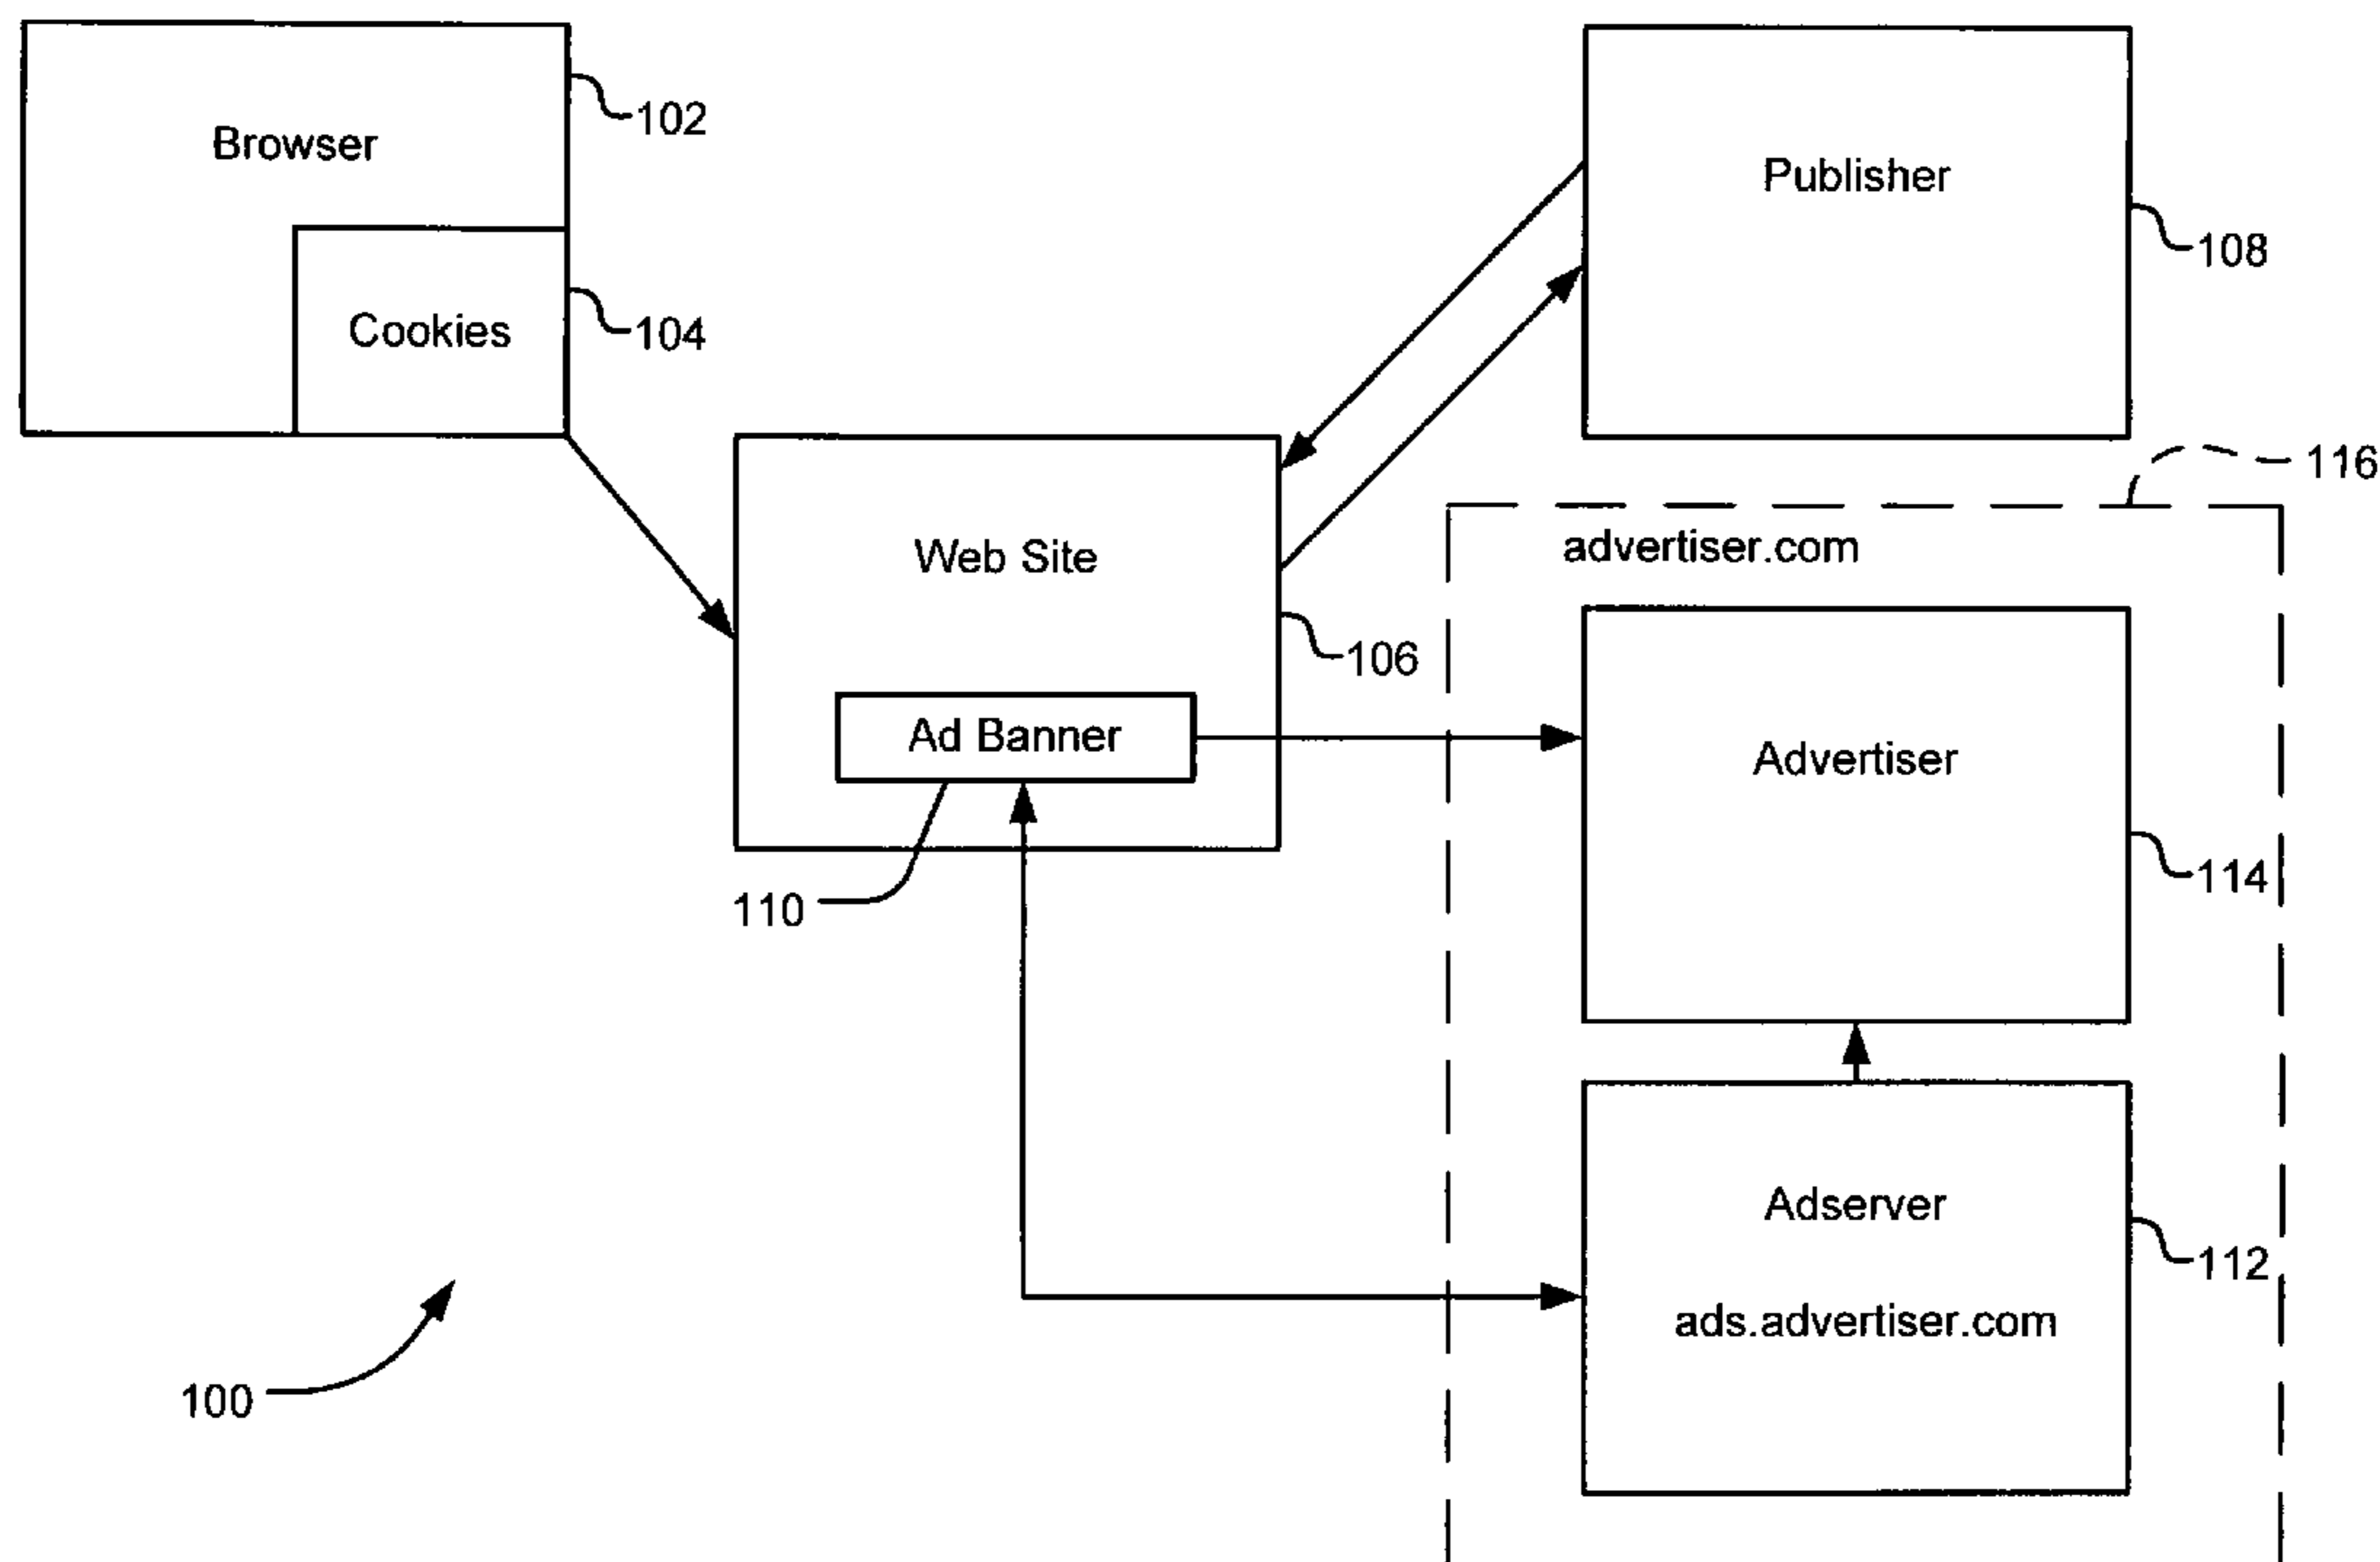 Browser
102
Cookies
104
Publisher
108
116
Web Site
106
Ad Banner
110
advertiser.com
Advertiser
114
Adserver
112
ads.advertiser.com
100